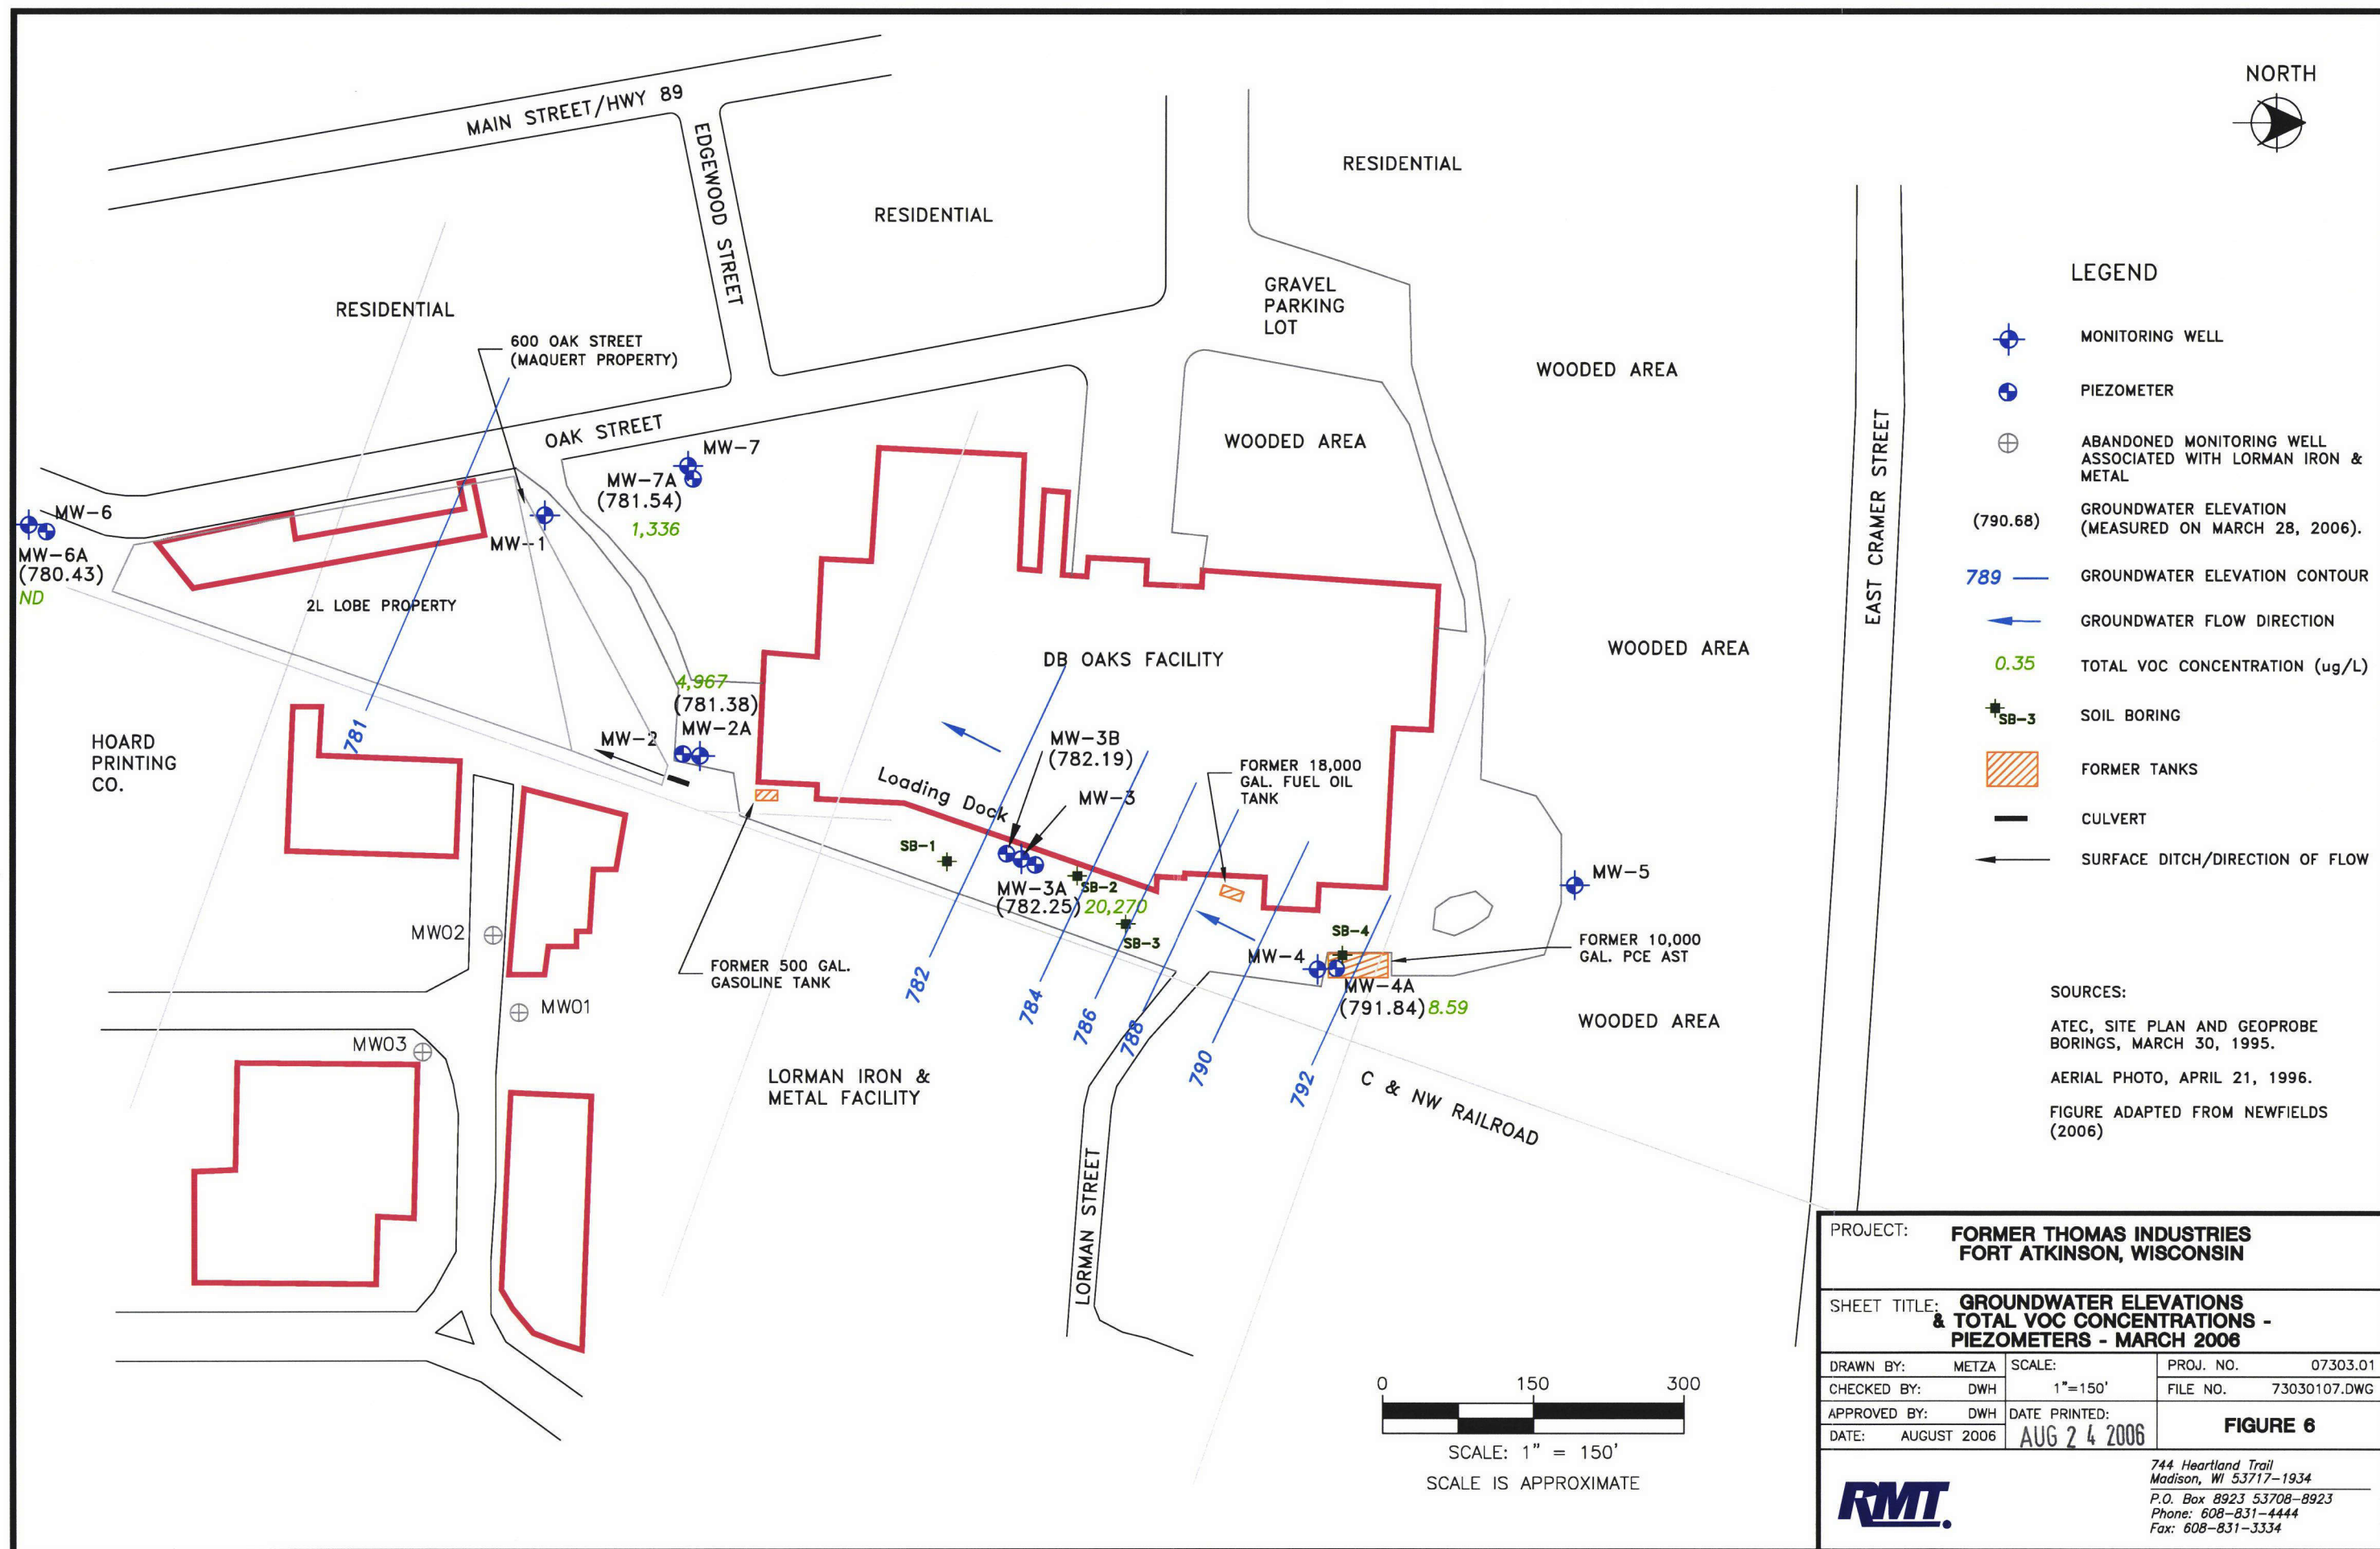 MAIN STREET/HWY 89
EDGEWOOD STREET
RESIDENTIAL
RESIDENTIAL
RESIDENTIAL
NORTH
GRAVEL
PARKING
LOT
600 OAK STREET
(MAQUERT PROPERTY)
OAK STREET
WOODED AREA
WOODED AREA
WOODED AREA
WOODED AREA
EAST CRAMER STREET
MW-7
MW-7A
(781.54)
1,336
MW-6
MW-6A
(780.43)
ND
MW-1
2L LOBE PROPERTY
781
HOARD
PRINTING
CO.
4,967
(781.38)
MW-2A
MW-2
DB OAKS FACILITY
MW-3B
(782.19)
MW-3
Loading Dock
FORMER 18,000
GAL. FUEL OIL
TANK
SB-1
MW-3A
(782.25)
SB-2
20,270
SB-3
SB-4
MW-4
MW-4A
(791.84)
8.59
MW-5
FORMER 10,000
GAL. PCE AST
FORMER 500 GAL.
GASOLINE TANK
782
784
786
788
790
792
MW02
MW01
MW03
LORMAN IRON &
METAL FACILITY
C & NW RAILROAD
LORMAN STREET
LEGEND
MONITORING WELL
PIEZOMETER
ABANDONED MONITORING WELL
ASSOCIATED WITH LORMAN IRON &
METAL
(790.68)
GROUNDWATER ELEVATION
(MEASURED ON MARCH 28, 2006).
789
GROUNDWATER ELEVATION CONTOUR
GROUNDWATER FLOW DIRECTION
0.35
TOTAL VOC CONCENTRATION (ug/L)
SB-3
SOIL BORING
FORMER TANKS
CULVERT
SURFACE DITCH/DIRECTION OF FLOW
SOURCES:
ATEC, SITE PLAN AND GEOPROBE
BORINGS, MARCH 30, 1995.
AERIAL PHOTO, APRIL 21, 1996.
FIGURE ADAPTED FROM NEWFIELDS
(2006)
0 150 300
SCALE: 1" = 150'
SCALE IS APPROXIMATE
PROJECT: FORMER THOMAS INDUSTRIES
FORT ATKINSON, WISCONSIN
SHEET TITLE: GROUNDWATER ELEVATIONS
& TOTAL VOC CONCENTRATIONS -
PIEZOMETERS - MARCH 2006
DRAWN BY: METZA
SCALE:
1"=150'
PROJ. NO. 07303.01
CHECKED BY: DWH
FILE NO. 73030107.DWG
APPROVED BY: DWH
DATE PRINTED:
AUG 24 2006
FIGURE 6
DATE: AUGUST 2006
RMT.
744 Heartland Trail
Madison, WI 53717-1934
P.O. Box 8923 53708-8923
Phone: 608-831-4444
Fax: 608-831-3334